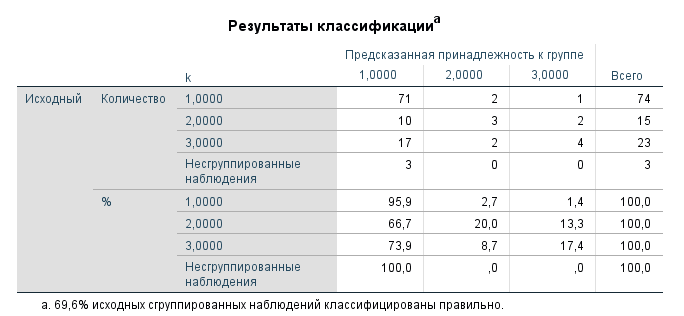 Результаты классификацииa
Предсказанная принадлежность к группе
k 1,0000 2,0000 3,0000 Всего
Исходный Количество 1,0000 71 2 1 74
2,0000 10 3 2 15
3,0000 17 2 4 23
Несгруппированные наблюдения 3 0 0 3
% 1,0000 95,9 2,7 1,4 100,0
2,0000 66,7 20,0 13,3 100,0
3,0000 73,9 8,7 17,4 100,0
Несгруппированные наблюдения 100,0 ,0 ,0 100,0
a. 69,6% исходных сгруппированных наблюдений классифицированы правильно.